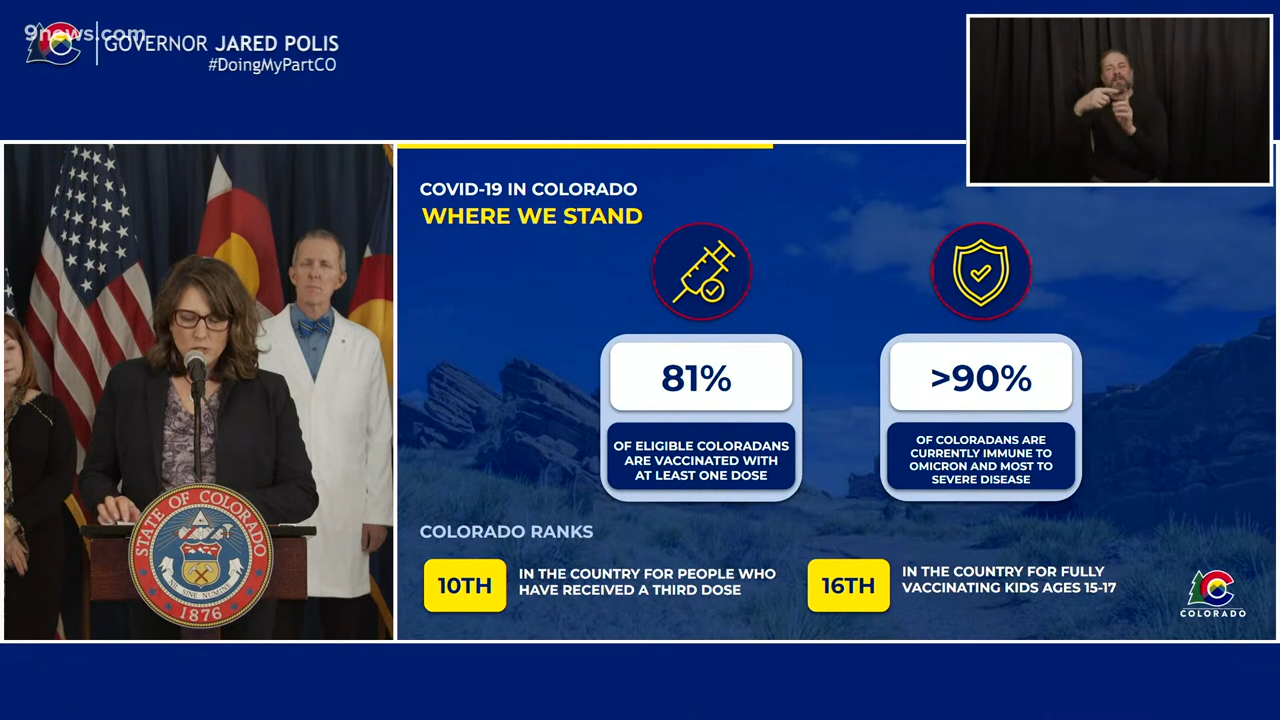 9news.com
GOVERNOR JARED POLIS
#DoingMyPartCO
COVID-19 IN COLORADO
WHERE WE STAND
81%
OF ELIGIBLE COLORADANS
ARE VACCINATED WITH
AT LEAST ONE DOSE
>90%
OF COLORADANS ARE
CURRENTLY IMMUNE TO
OMICRON AND MOST TO
SEVERE DISEASE
COLORADO RANKS
10TH
IN THE COUNTRY FOR PEOPLE WHO
HAVE RECEIVED A THIRD DOSE
16TH
IN THE COUNTRY FOR FULLY
VACCINATING KIDS AGES 15-17
COLORADO
STATE OF COLORADO
1876